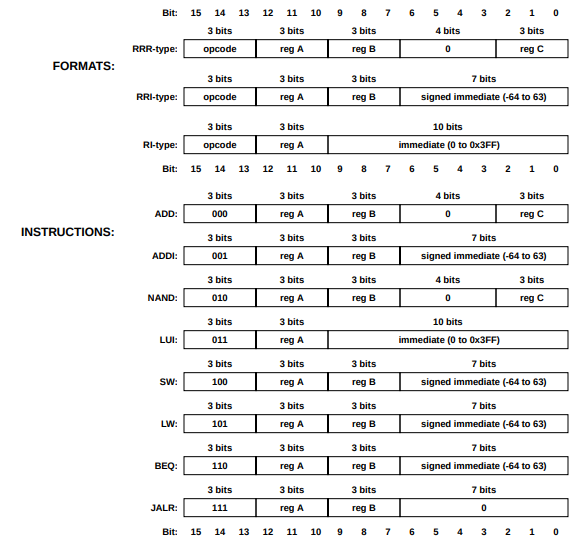 Bit: 15 14 13 12 11 10 9 8 7 6 5 4 3 2 1 0
3 bits 3 bits 3 bits 4 bits 3 bits
RRR-type: opcode reg A reg B 0 reg C
FORMATS:
3 bits 3 bits 3 bits 7 bits
RRI-type: opcode reg A reg B signed immediate (-64 to 63)
3 bits 3 bits 10 bits
RI-type: opcode reg A immediate (0 to 0x3FF)
Bit: 15 14 13 12 11 10 9 8 7 6 5 4 3 2 1 0
3 bits 3 bits 3 bits 4 bits 3 bits
ADD: 000 reg A reg B 0 reg C
INSTRUCTIONS:
3 bits 3 bits 3 bits 7 bits
ADDI: 001 reg A reg B signed immediate (-64 to 63)
3 bits 3 bits 3 bits 4 bits 3 bits
NAND: 010 reg A reg B 0 reg C
3 bits 3 bits 10 bits
LUI: 011 reg A immediate (0 to 0x3FF)
3 bits 3 bits 3 bits 7 bits
SW: 100 reg A reg B signed immediate (-64 to 63)
3 bits 3 bits 3 bits 7 bits
LW: 101 reg A reg B signed immediate (-64 to 63)
3 bits 3 bits 3 bits 7 bits
BEQ: 110 reg A reg B signed immediate (-64 to 63)
3 bits 3 bits 3 bits 7 bits
JALR: 111 reg A reg B 0
Bit: 15 14 13 12 11 10 9 8 7 6 5 4 3 2 1 0